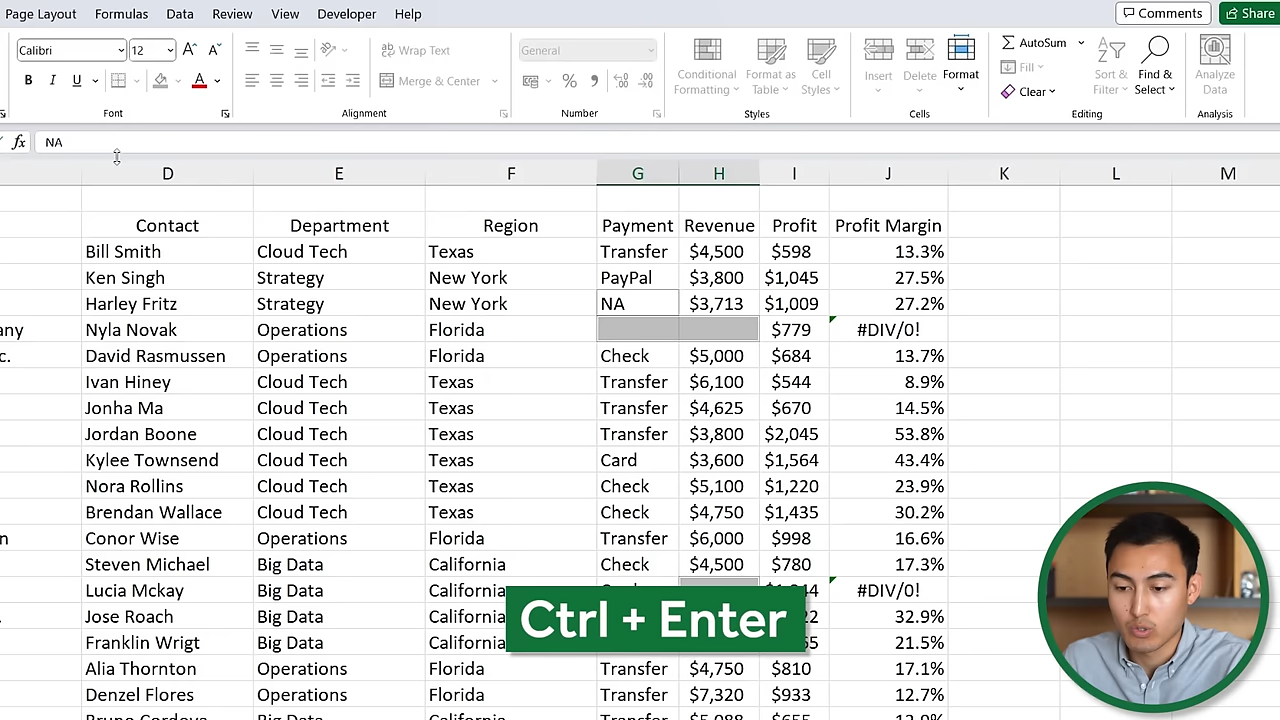 Page Layout Formulas Data Review View Developer Help Comments Share
Calibri 12 A A Wrap Text General AutoSum
B I U A Merge & Center % Conditional Formatting Format as Table Cell Styles Insert Delete Format Fill Clear Sort & Filter Find & Select Analyze Data
Font Alignment Number Styles Cells Editing Analysis
fx NA
D E F G H I J K L M
Contact Department Region Payment Revenue Profit Profit Margin
Bill Smith Cloud Tech Texas Transfer $4,500 $598 13.3%
Ken Singh Strategy New York PayPal $3,800 $1,045 27.5%
Harley Fritz Strategy New York NA $3,713 $1,009 27.2%
any Nyla Novak Operations Florida $779 #DIV/0!
c. David Rasmussen Operations Florida Check $5,000 $684 13.7%
Ivan Hiney Cloud Tech Texas Transfer $6,100 $544 8.9%
Jonha Ma Cloud Tech Texas Transfer $4,625 $670 14.5%
Jordan Boone Cloud Tech Texas Transfer $3,800 $2,045 53.8%
Kylee Townsend Cloud Tech Texas Card $3,600 $1,564 43.4%
Nora Rollins Cloud Tech Texas Check $5,100 $1,220 23.9%
Brendan Wallace Cloud Tech Texas Check $4,750 $1,435 30.2%
n Conor Wise Operations Florida Transfer $6,000 $998 16.6%
Steven Michael Big Data California Check $4,500 $780 17.3%
Lucia Mckay Big Data California #DIV/0!
Ctrl + Enter
Jose Roach Big Data California 32.9%
Franklin Wrigt Big Data California 21.5%
Alia Thornton Operations Florida Transfer $4,750 $810 17.1%
Denzel Flores Operations Florida Transfer $7,320 $933 12.7%